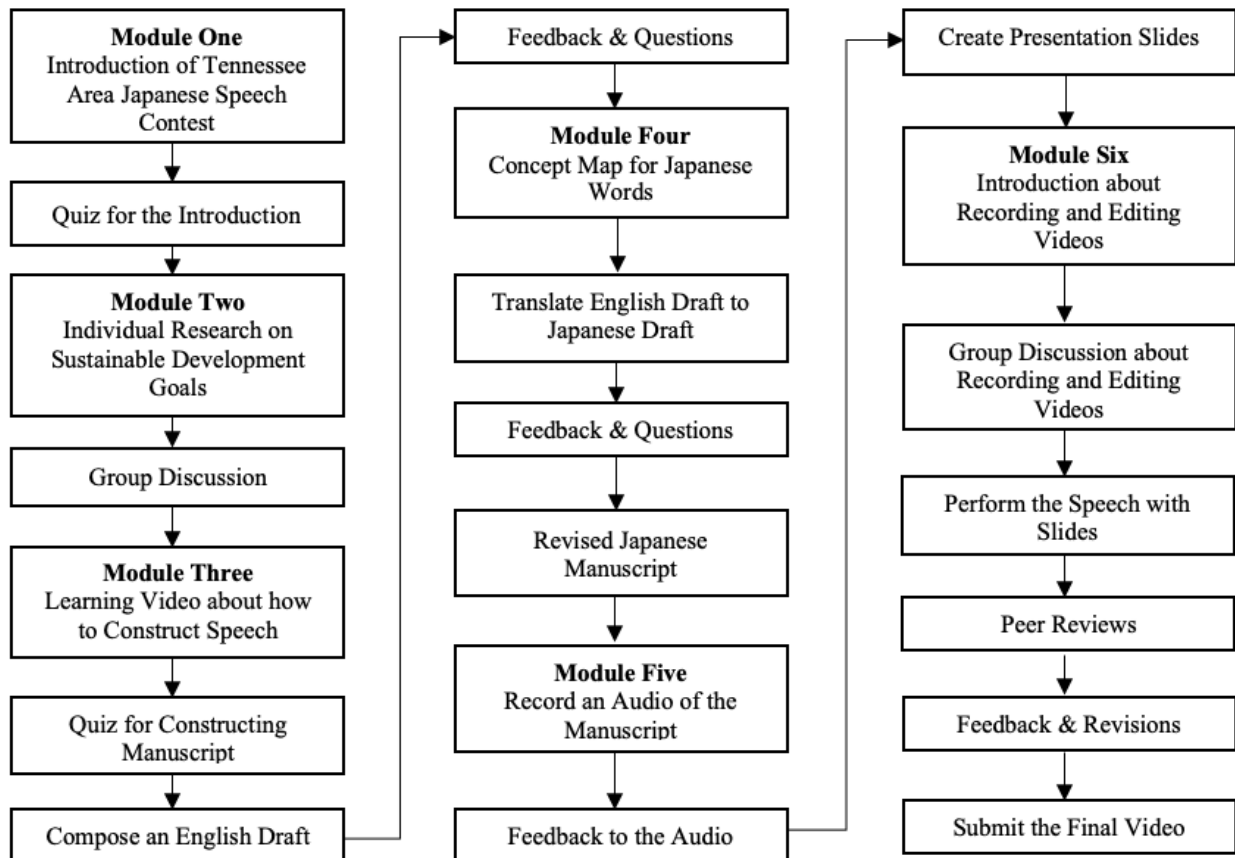 Module One
Introduction of Tennessee
Area Japanese Speech
Contest
Quiz for the Introduction
Module Two
Individual Research on
Sustainable Development
Goals
Group Discussion
Module Three
Learning Video about how
to Construct Speech
Quiz for Constructing
Manuscript
Compose an English Draft
Feedback & Questions
Module Four
Concept Map for Japanese
Words
Translate English Draft to
Japanese Draft
Feedback & Questions
Revised Japanese
Manuscript
Module Five
Record an Audio of the
Manuscript
Feedback to the Audio
Create Presentation Slides
Module Six
Introduction about
Recording and Editing
Videos
Group Discussion about
Recording and Editing
Videos
Perform the Speech with
Slides
Peer Reviews
Feedback & Revisions
Submit the Final Video